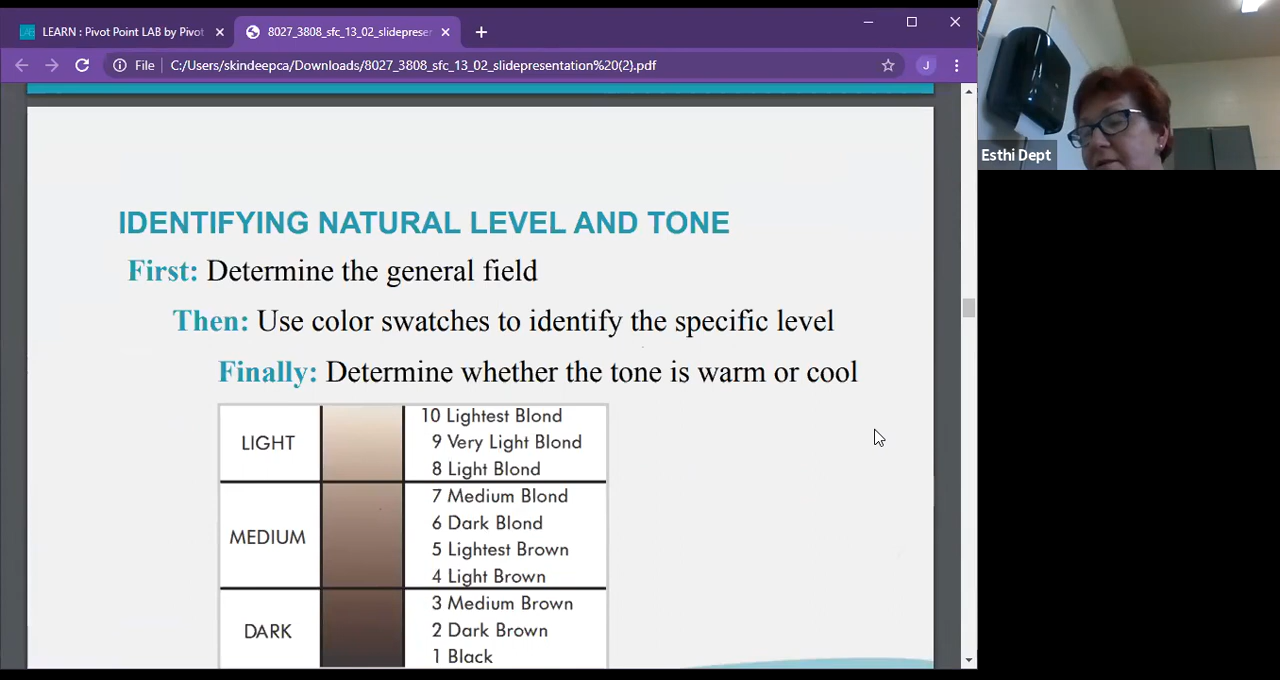 LEARN : Pivot Point LAB by Pivot
8027_3808_sfc_13_02_slidepreser
File
C:/Users/skindeepca/Downloads/8027_3808_sfc_13_02_slidepresentation%20(2).pdf
J
Esthi Dept
IDENTIFYING NATURAL LEVEL AND TONE
First: Determine the general field
Then: Use color swatches to identify the specific level
Finally: Determine whether the tone is warm or cool
LIGHT
10 Lightest Blond
9 Very Light Blond
8 Light Blond
MEDIUM
7 Medium Blond
6 Dark Blond
5 Lightest Brown
4 Light Brown
DARK
3 Medium Brown
2 Dark Brown
1 Black